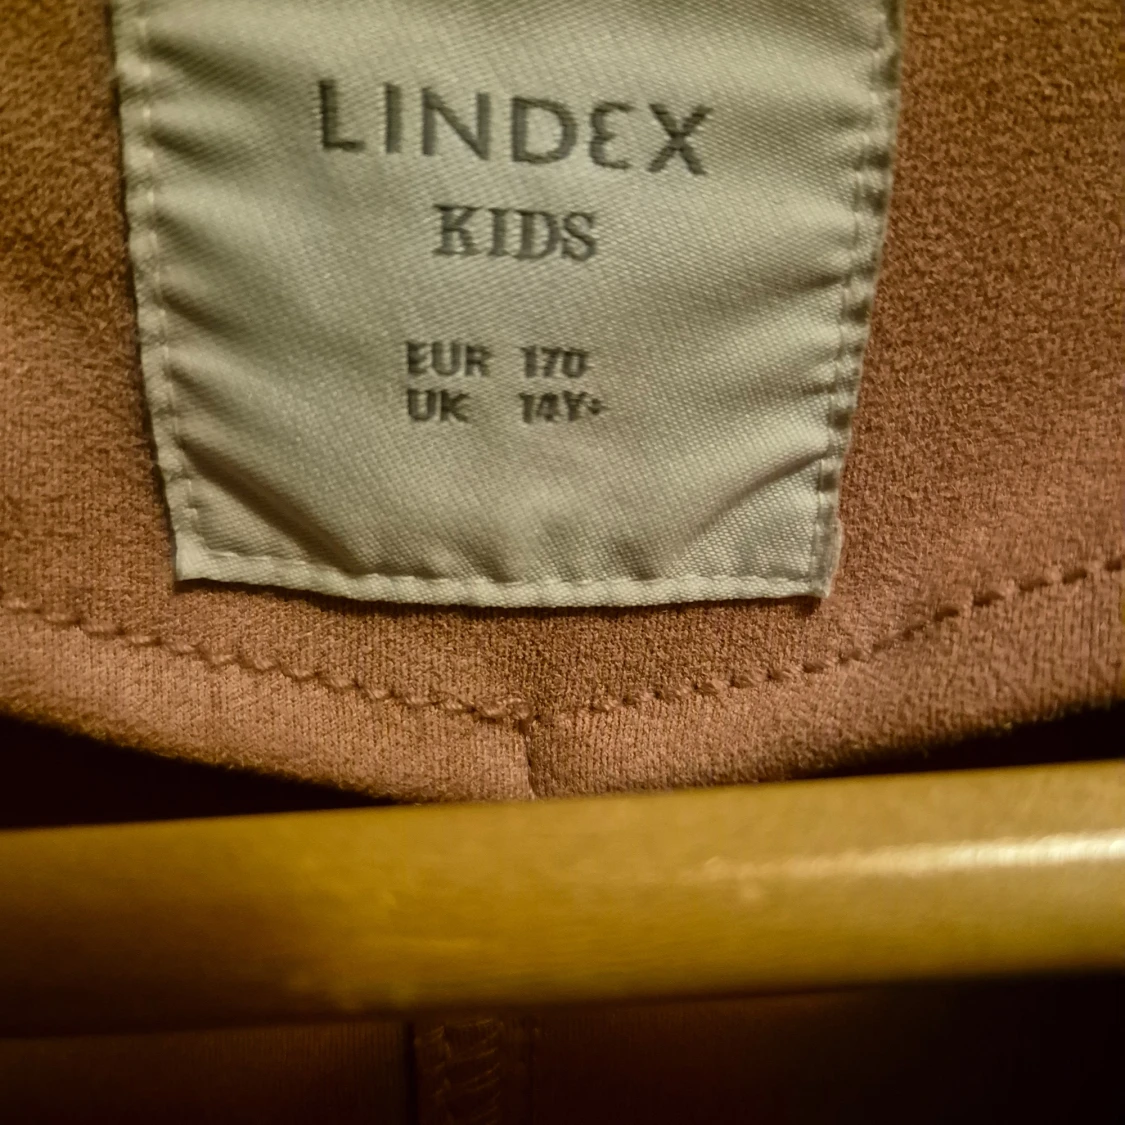 LINDEX
KIDS
EUR 170
UK 14Y+